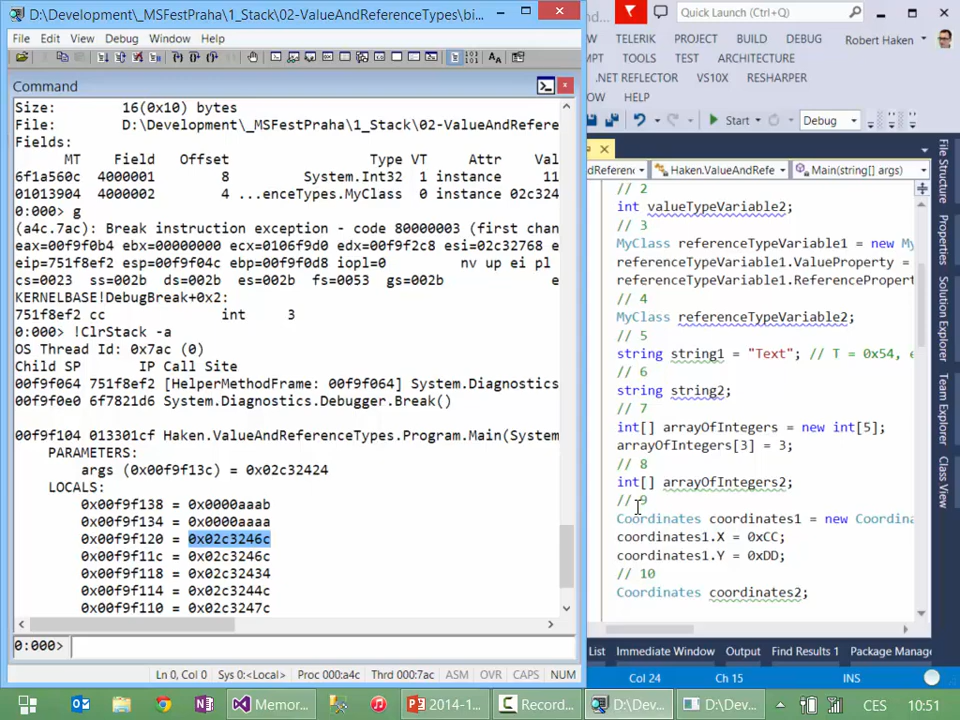 D:\Development\_MSFestPraha\1_Stack\02-ValueAndReferenceTypes\bi...
File Edit View Debug Window Help
Command
Size: 16(0x10) bytes
File: D:\Development\_MSFestPraha\1_Stack\02-ValueAndRefere
Fields:
MT Field Offset Type VT Attr Val
6f1a560c 4000001 8 System.Int32 1 instance 11
01013904 4000002 4 ...enceTypes.MyClass 0 instance 02c324
0:000> g
(a4c.7ac): Break instruction exception - code 80000003 (first chan
eax=00f9f0b4 ebx=00000000 ecx=0106f9d0 edx=00f9f2c8 esi=02c32768 e
eip=751f8ef2 esp=00f9f04c ebp=00f9f0d8 iopl=0 nv up ei pl
cs=0023 ss=002b ds=002b es=002b fs=0053 gs=002b e
KERNELBASE!DebugBreak+0x2:
751f8ef2 cc int 3
0:000> !ClrStack -a
OS Thread Id: 0x7ac (0)
Child SP IP Call Site
00f9f064 751f8ef2 [HelperMethodFrame: 00f9f064] System.Diagnostics
00f9f0e0 6f7821d6 System.Diagnostics.Debugger.Break()
00f9f104 013301cf Haken.ValueAndReferenceTypes.Program.Main(System
PARAMETERS:
args (0x00f9f13c) = 0x02c32424
LOCALS:
0x00f9f138 = 0x0000aaab
0x00f9f134 = 0x0000aaaa
0x00f9f120 = 0x02c3246c
0x00f9f11c = 0x02c3246c
0x00f9f118 = 0x02c32434
0x00f9f114 = 0x02c3244c
0x00f9f110 = 0x02c3247c
0:000>
Ln 0, Col 0 Sys 0:<Local> Proc 000:a4c Thrd 000:7ac ASM OVR CAPS NUM
nd... Quick Launch (Ctrl+Q)
W TELERIK PROJECT BUILD DEBUG Robert Haken
MPT TOOLS TEST ARCHITECTURE
.NET REFLECTOR VS10X RESHARPER
OW HELP
Start Debug
Referenc Haken.ValueAndRefe Main(string[] args)
// 2
int valueTypeVariable2;
// 3
MyClass referenceTypeVariable1 = new My
referenceTypeVariable1.ValueProperty =
referenceTypeVariable1.ReferencePropert
// 4
MyClass referenceTypeVariable2;
// 5
string string1 = "Text"; // T = 0x54, e
// 6
string string2;
// 7
int[] arrayOfIntegers = new int[5];
arrayOfIntegers[3] = 3;
// 8
int[] arrayOfIntegers2;
// 9
Coordinates coordinates1 = new Coordina
coordinates1.X = 0xCC;
coordinates1.Y = 0xDD;
// 10
Coordinates coordinates2;
File Structure
Properties
Solution Explorer
Team Explorer
Class View
List Immediate Window Output Find Results 1 Package Manag
Col 24 Ch 15 INS
Memor... 2014-1... Record... D:\Dev... D:\Dev... CES 10:51